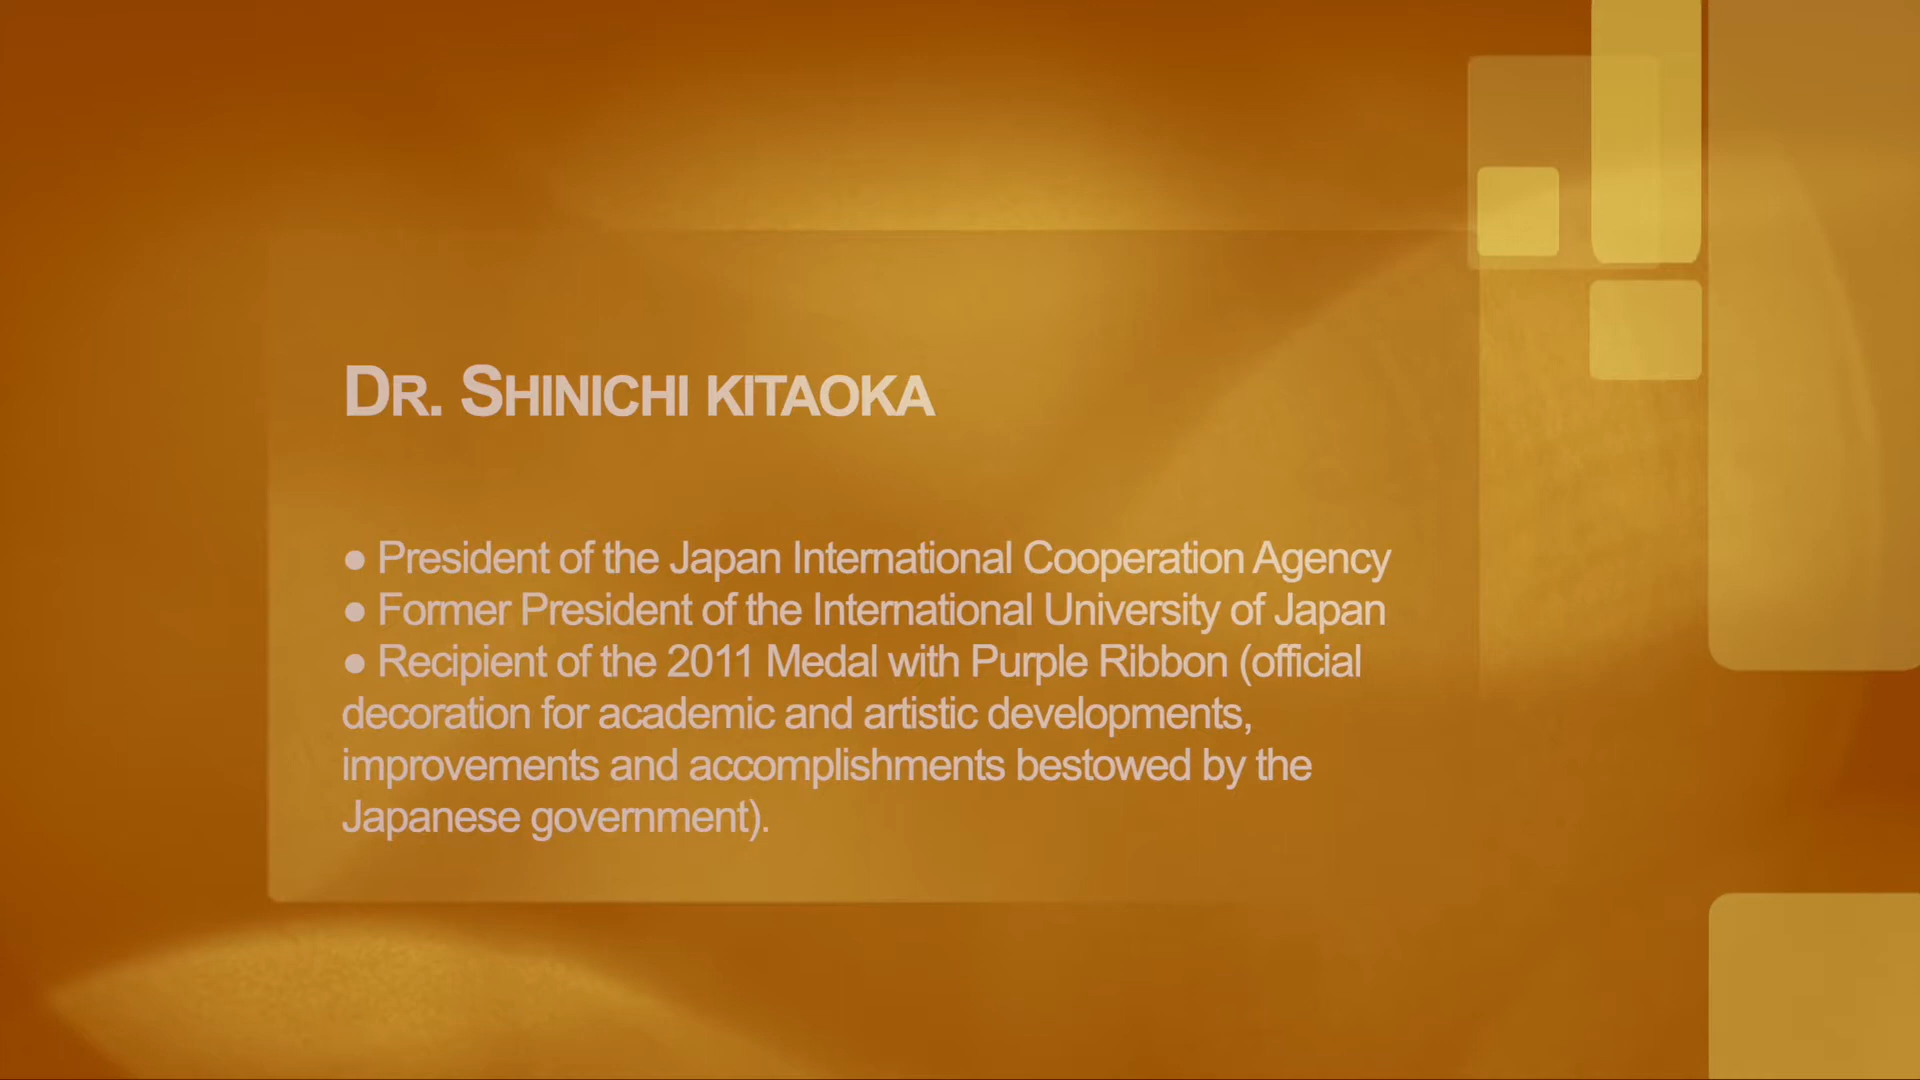 DR. SHINICHI KITAOKA
● President of the Japan International Cooperation Agency
● Former President of the International University of Japan
● Recipient of the 2011 Medal with Purple Ribbon (official
decoration for academic and artistic developments,
improvements and accomplishments bestowed by the
Japanese government).